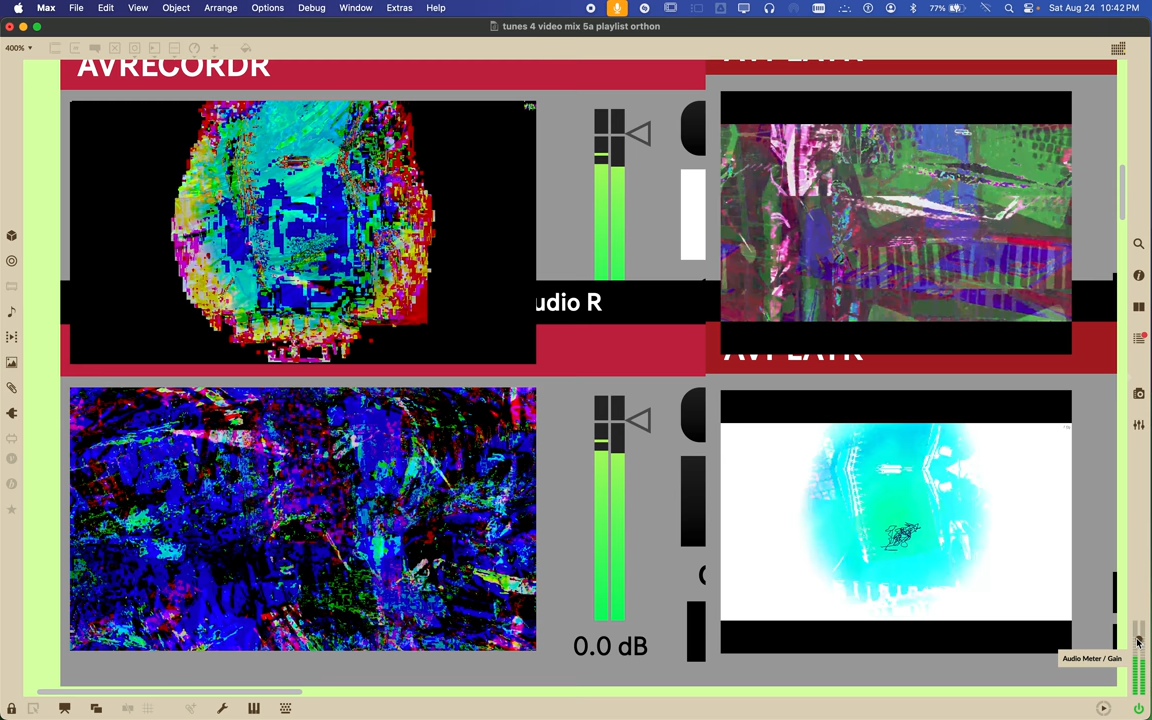 Max File Edit View Object Arrange Options Debug Window Extras Help 77% Sat Aug 24 10:42 PM
tunes 4 video mix 5a playlist orthon
400%
AVRECORDR
udio R
0.0 dB
Audio Meter / Gain